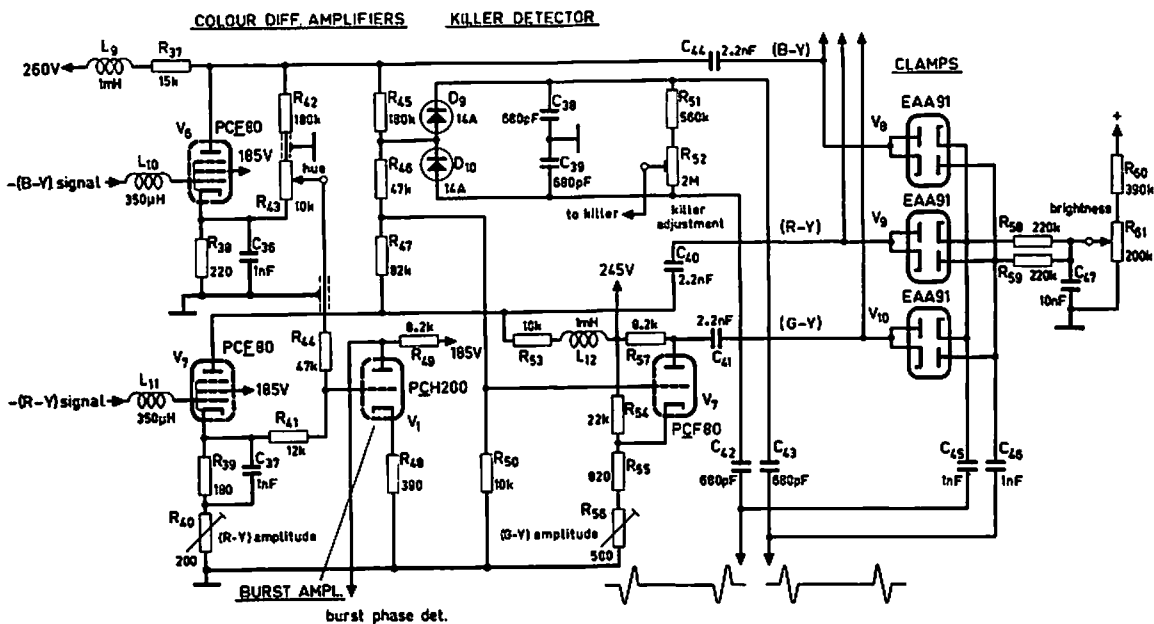 COLOUR DIFF. AMPLIFIERS
KILLER DETECTOR
L9
1mH
260V
R37
15k
C44
2.2nF
(B-Y)
CLAMPS
EAA91
V8
R42
180k
R45
180k
D9
14A
C38
680pF
R51
560k
V6
PCF80
185V
hue
R43
10k
D10
14A
C39
680pF
R52
2M
R46
47k
to killer
killer
adjustment
L10
-(B-Y) signal
350µH
R38
220
C36
1nF
R47
82k
C40
2.2nF
(R-Y)
EAA91
V9
R58
220k
R59
220k
+
R60
390k
brightness
R61
200k
C47
10nF
245V
EAA91
V10
V7
PCF80
185V
R44
47k
8.2k
R49
185V
10k
R53
1mH
L12
8.2k
R57
2.2nF
C41
(G-Y)
L11
-(R-Y) signal
350µH
R41
12k
PCH200
V1
R54
22k
V7
PCF80
R39
180
C37
1nF
R48
390
R50
10k
R55
820
C42
680pF
C43
680pF
C45
1nF
C46
1nF
R40
200
(R-Y) amplitude
(G-Y) amplitude
R56
500
BURST AMPL.
burst phase det.